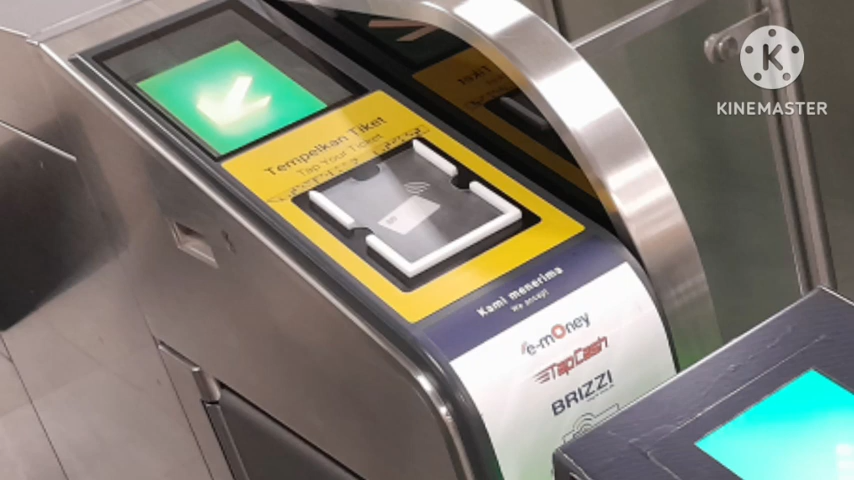 Tempelkan Tiket
Tap Your Ticket
Kami menerima
We accept
e-money
TapCash
BRIZZI
K
KINEMASTER